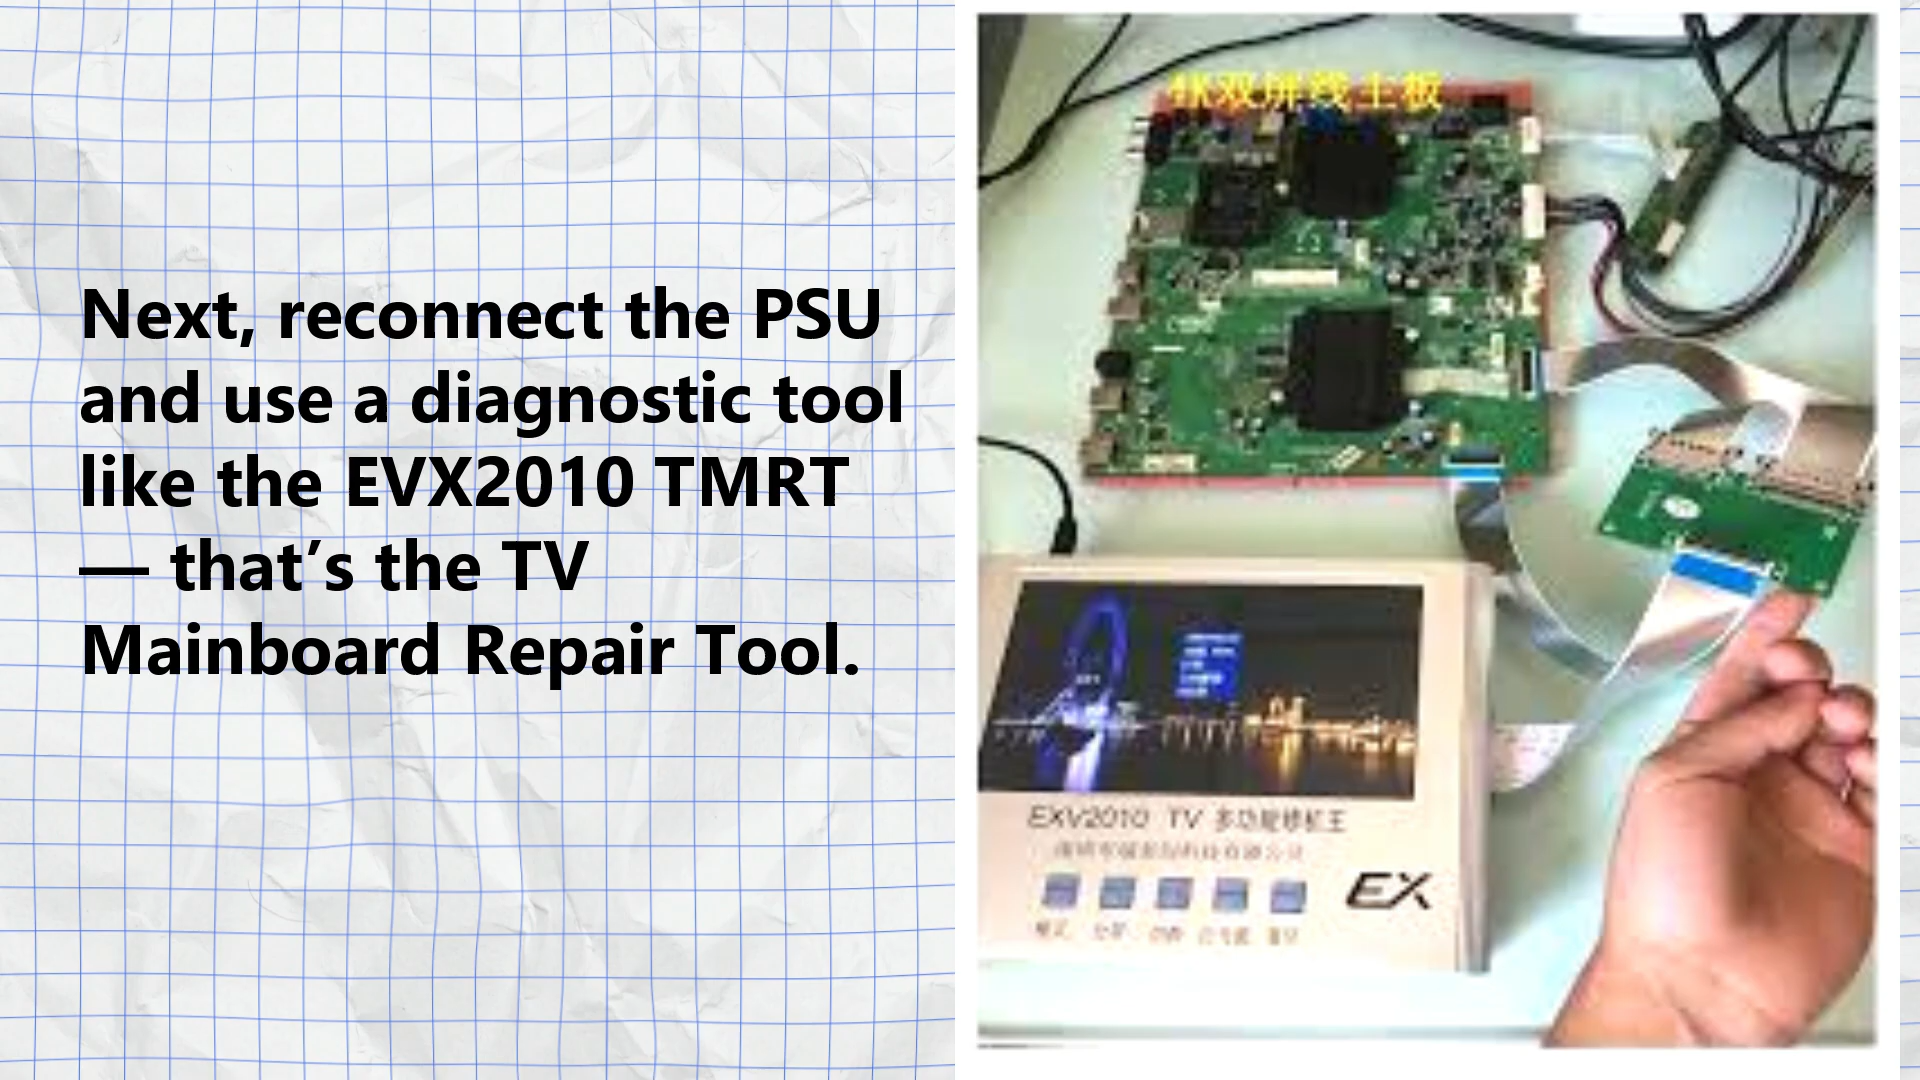 Next, reconnect the PSU
and use a diagnostic tool
like the EVX2010 TMRT
— that’s the TV
Mainboard Repair Tool.
4K双屏线主板
EXV2010 TV 多功能修机王
EX